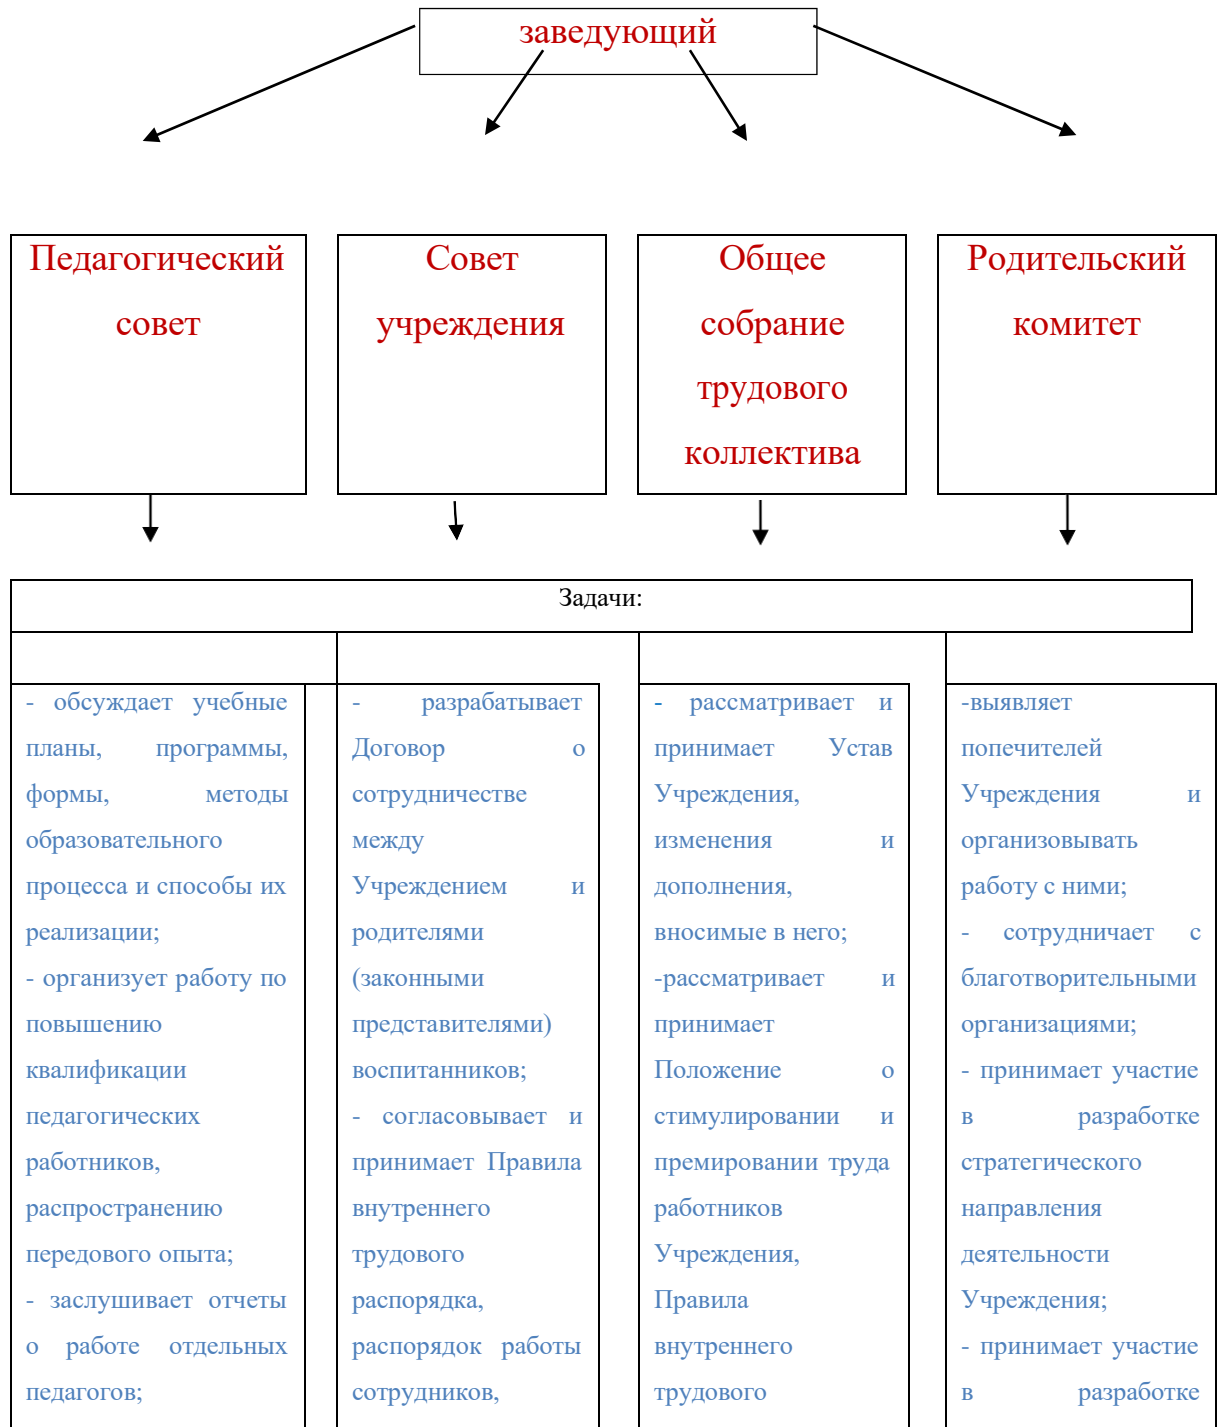 заведующий
Педагогический
совет
Совет
учреждения
Общее
собрание
трудового
коллектива
Родительский
комитет
Задачи:
- обсуждает учебные
планы, программы,
формы, методы
образовательного
процесса и способы их
реализации;
- организует работу по
повышению
квалификации
педагогических
работников,
распространению
передового опыта;
- заслушивает отчеты
о работе отдельных
педагогов;
- разрабатывает
Договор о
сотрудничестве
между
Учреждением и
родителями
(законными
представителями)
воспитанников;
- согласовывает и
принимает Правила
внутреннего
трудового
распорядка,
распорядок работы
сотрудников,
- рассматривает и
принимает Устав
Учреждения,
изменения и
дополнения,
вносимые в него;
-рассматривает и
принимает
Положение о
стимулировании и
премировании труда
работников
Учреждения,
Правила
внутреннего
трудового
-выявляет
попечителей
Учреждения и
организовывать
работу с ними;
- сотрудничает с
благотворительными
организациями;
- принимает участие
в разработке
стратегического
направления
деятельности
Учреждения;
- принимает участие
в разработке